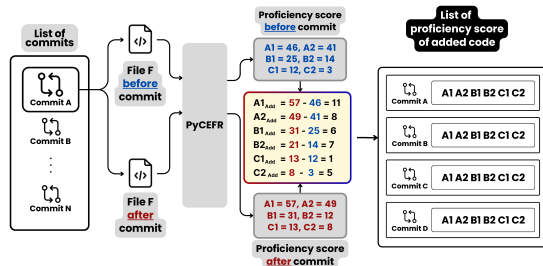 List of
commits
Commit A
Commit B
.
.
.
Commit N
File F
before
commit
File F
after
commit
PyCEFR
Proficiency score
before commit
A1 = 46, A2 = 41
B1 = 25, B2 = 14
C1 = 12, C2 = 3
A1Add = 57 - 46 = 11
A2Add = 49 - 41 = 8
B1Add = 31 - 25 = 6
B2Add = 21 - 14 = 7
C1Add = 13 - 12 = 1
C2Add = 8 - 3 = 5
A1 = 57, A2 = 49
B1 = 31, B2 = 12
C1 = 13, C2 = 8
Proficiency score
after commit
List of
proficiency score
of added code
Commit A
A1 A2 B1 B2 C1 C2
Commit B
A1 A2 B1 B2 C1 C2
Commit C
A1 A2 B1 B2 C1 C2
Commit D
A1 A2 B1 B2 C1 C2